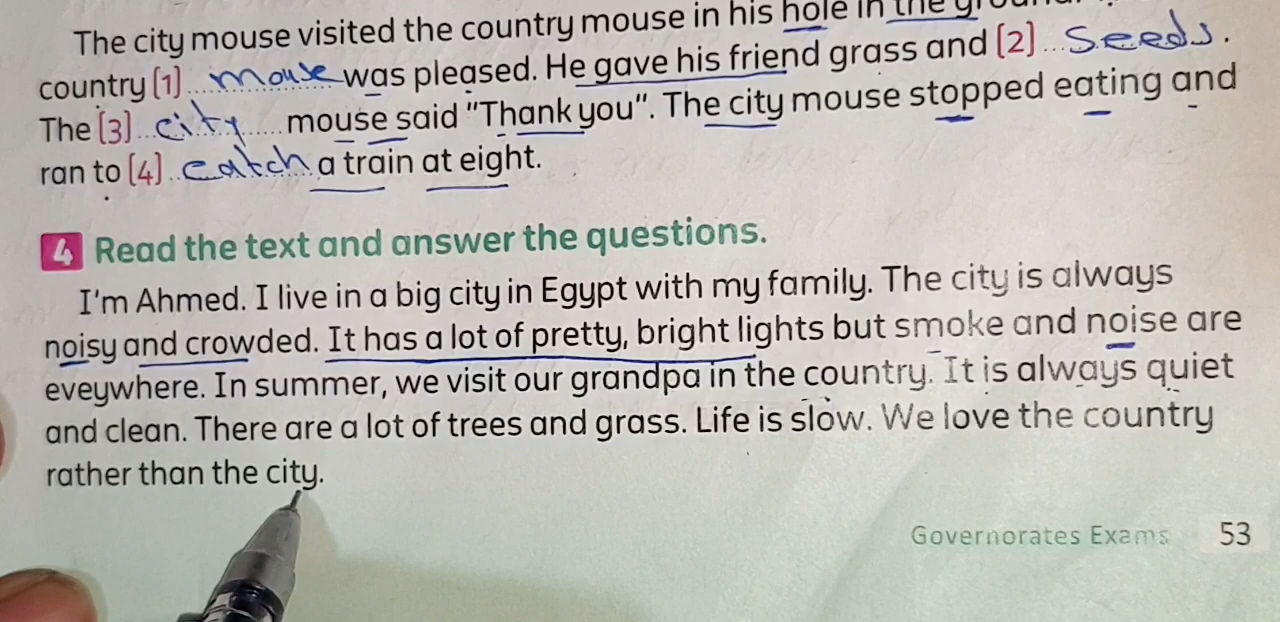 The city mouse visited the country mouse in his hole in the
country [1] mouse was pleased. He gave his friend grass and [2] seeds.
The [3] city mouse said "Thank you". The city mouse stopped eating and
ran to [4] catch a train at eight.
4 Read the text and answer the questions.
I'm Ahmed. I live in a big city in Egypt with my family. The city is always
noisy and crowded. It has a lot of pretty, bright lights but smoke and noise are
eveywhere. In summer, we visit our grandpa in the country. It is always quiet
and clean. There are a lot of trees and grass. Life is slow. We love the country
rather than the city.
Governorates Exams 53